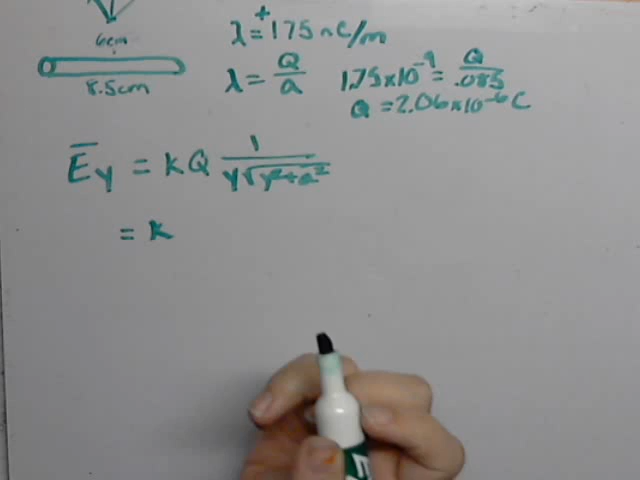 6cm
8.5cm
λ = +175 nC/m
λ = Q/a
1.75×10⁻⁹ = Q/.085
Q = 2.06×10⁻⁶ C
E̅y = kQ 1/(y√(y²+a²))
= k